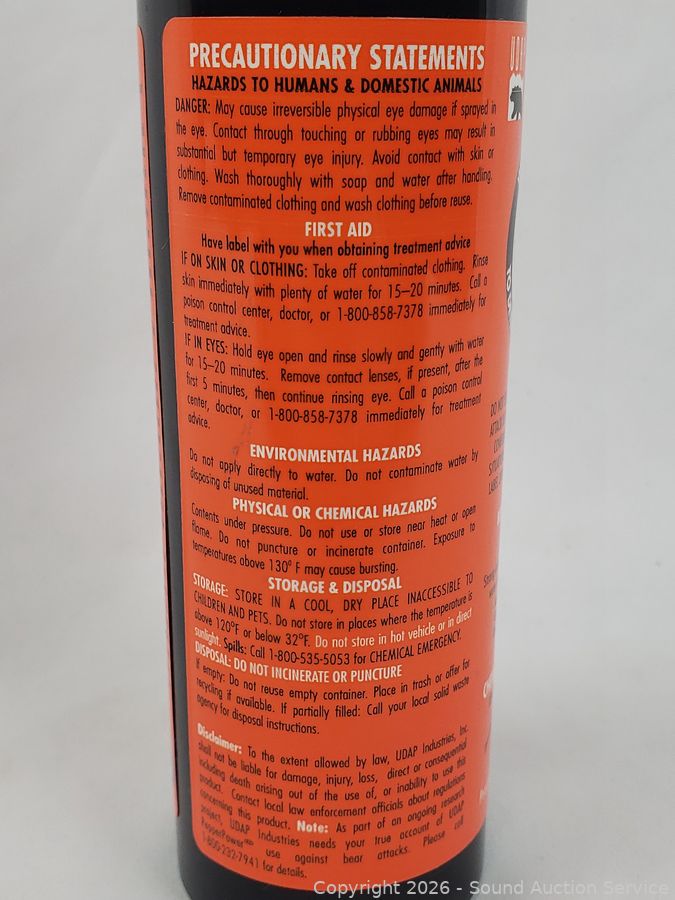 PRECAUTIONARY STATEMENTS
HAZARDS TO HUMANS & DOMESTIC ANIMALS
DANGER: May cause irreversible physical eye damage if sprayed in
the eye. Contact through touching or rubbing eyes may result in
substantial but temporary eye injury. Avoid contact with skin or
clothing. Wash thoroughly with soap and water after handling.
Remove contaminated clothing and wash clothing before reuse.
FIRST AID
Have label with you when obtaining treatment advice
IF ON SKIN OR CLOTHING: Take off contaminated clothing. Rinse
skin immediately with plenty of water for 15–20 minutes. Call a
poison control center, doctor, or 1-800-858-7378 immediately for
treatment advice.
IF IN EYES: Hold eye open and rinse slowly and gently with water
for 15–20 minutes. Remove contact lenses, if present, after the
first 5 minutes, then continue rinsing eye. Call a poison control
center, doctor, or 1-800-858-7378 immediately for treatment
advice.
ENVIRONMENTAL HAZARDS
Do not apply directly to water. Do not contaminate water by
disposing of unused material.
PHYSICAL OR CHEMICAL HAZARDS
Contents under pressure. Do not use or store near heat or open
flame. Do not puncture or incinerate container. Exposure to
temperatures above 130° F may cause bursting.
STORAGE & DISPOSAL
STORAGE: STORE IN A COOL, DRY PLACE INACCESSIBLE TO
CHILDREN AND PETS. Do not store in places where the temperature is
above 120°F or below 32°F. Do not store in hot vehicle or in direct
sunlight. Spills: Call 1-800-535-5053 for CHEMICAL EMERGENCY.
DISPOSAL: DO NOT INCINERATE OR PUNCTURE
If empty: Do not reuse empty container. Place in trash or offer for
recycling if available. If partially filled: Call your local solid waste
agency for disposal instructions.
Disclaimer: To the extent allowed by law, UDAP Industries, Inc.
shall not be liable for damage, injury, loss, direct or consequential
including death arising out of the use of, or inability to use this
product. Contact local law enforcement officials about regulations
concerning this product. Note: As part of an ongoing research
project, UDAP Industries needs your true account of UDAP
PepperPower use against bear attacks. Please call
1-800-232-7941 for details.
Copyright 2026 - Sound Auction Service